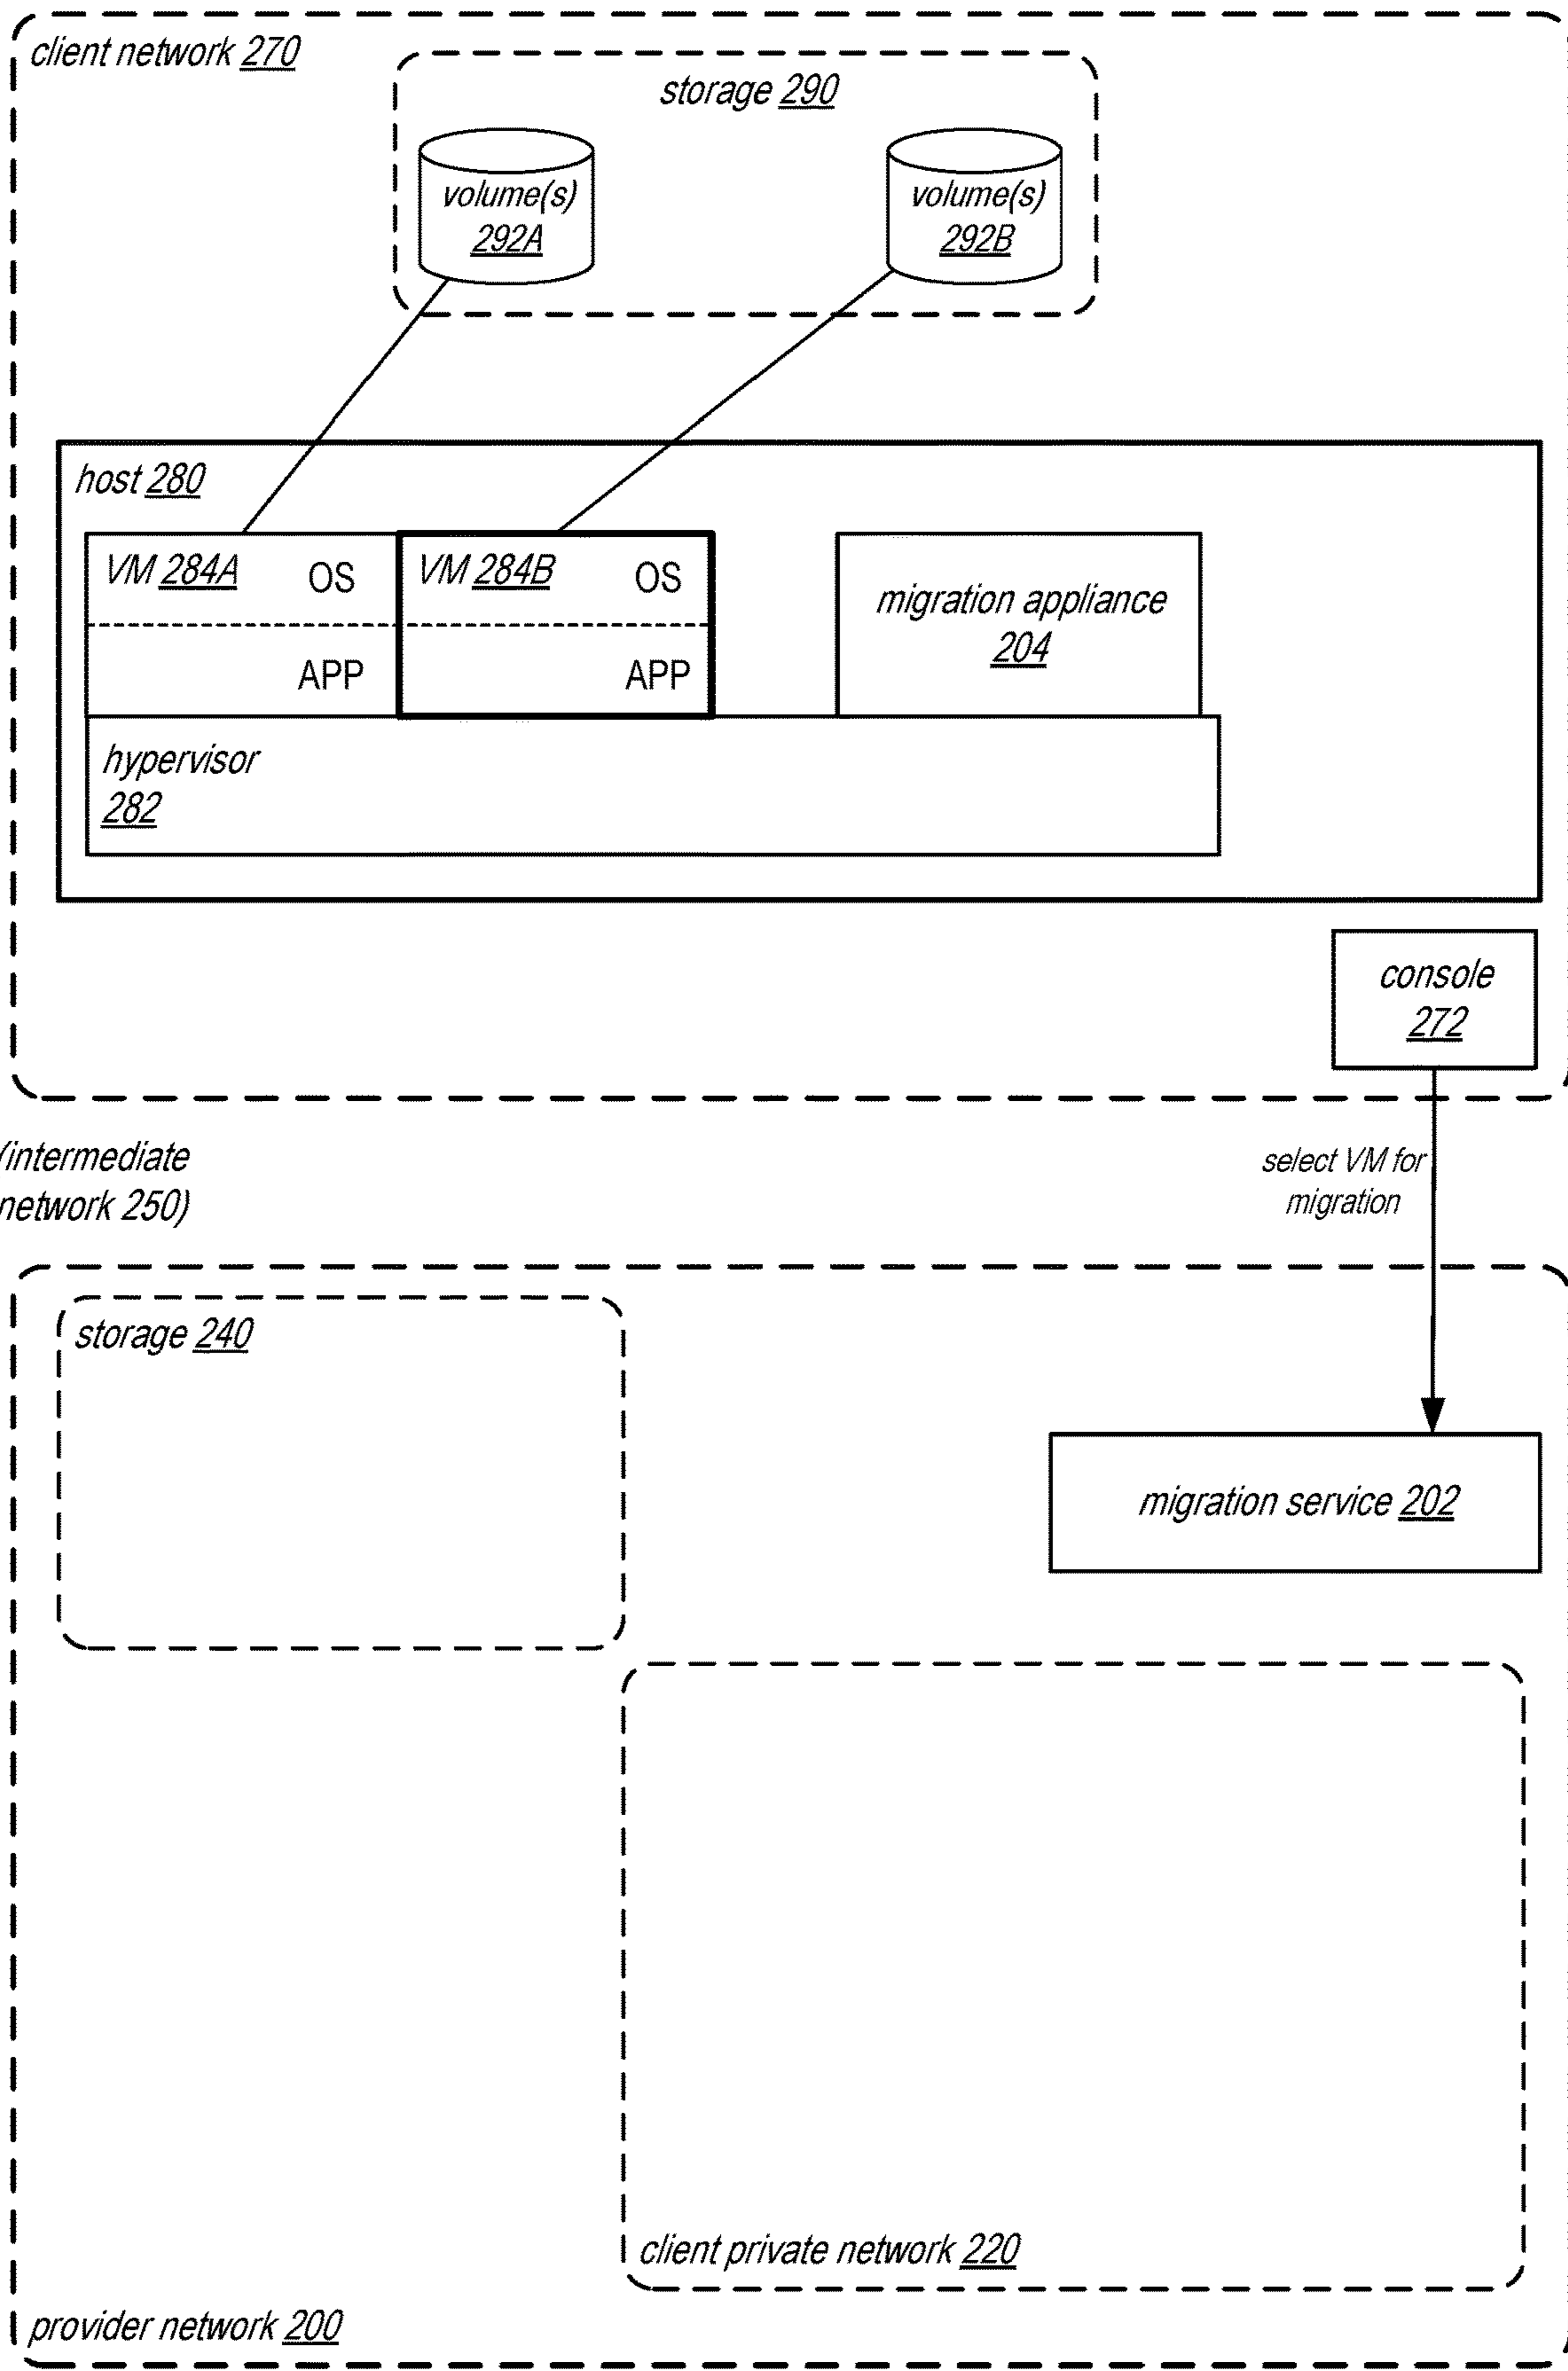 client network 270
storage 290
volume(s)
292A
volume(s)
292B
host 280
VM 284A
OS
APP
VM 284B
OS
APP
migration appliance
204
hypervisor
282
console
272
(intermediate
network 250)
select VM for
migration
storage 240
migration service 202
client private network 220
provider network 200